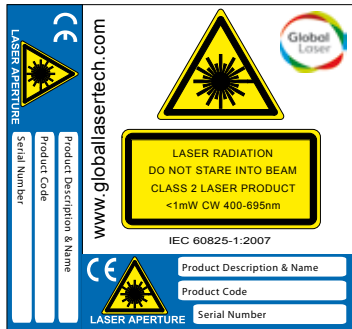 CE
LASER APERTURE
Serial Number
Product Code
Product Description & Name
www.globallasertech.com
Global
Laser
LASER RADIATION
DO NOT STARE INTO BEAM
CLASS 2 LASER PRODUCT
<1mW CW 400-695nm
IEC 60825-1:2007
CE
LASER APERTURE
Product Description & Name
Product Code
Serial Number